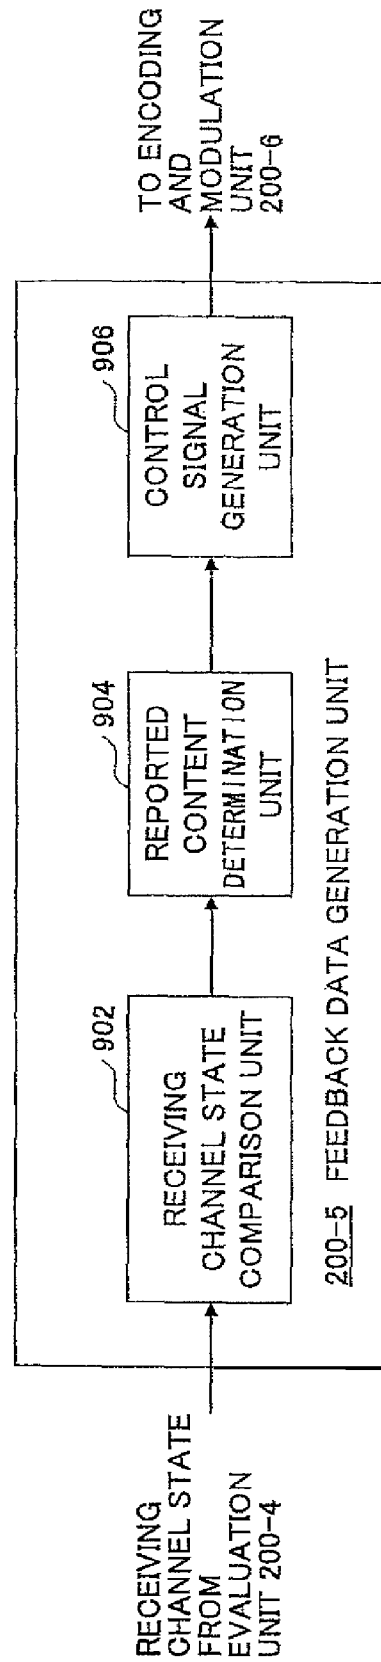 RECEIVING
CHANNEL STATE
FROM
EVALUATION
UNIT 200-4
902
RECEIVING
CHANNEL STATE
COMPARISON UNIT
904
REPORTED
CONTENT
DETERMINATION
UNIT
906
CONTROL
SIGNAL
GENERATION
UNIT
TO ENCODING
AND
MODULATION
UNIT
200-6
200-5 FEEDBACK DATA GENERATION UNIT